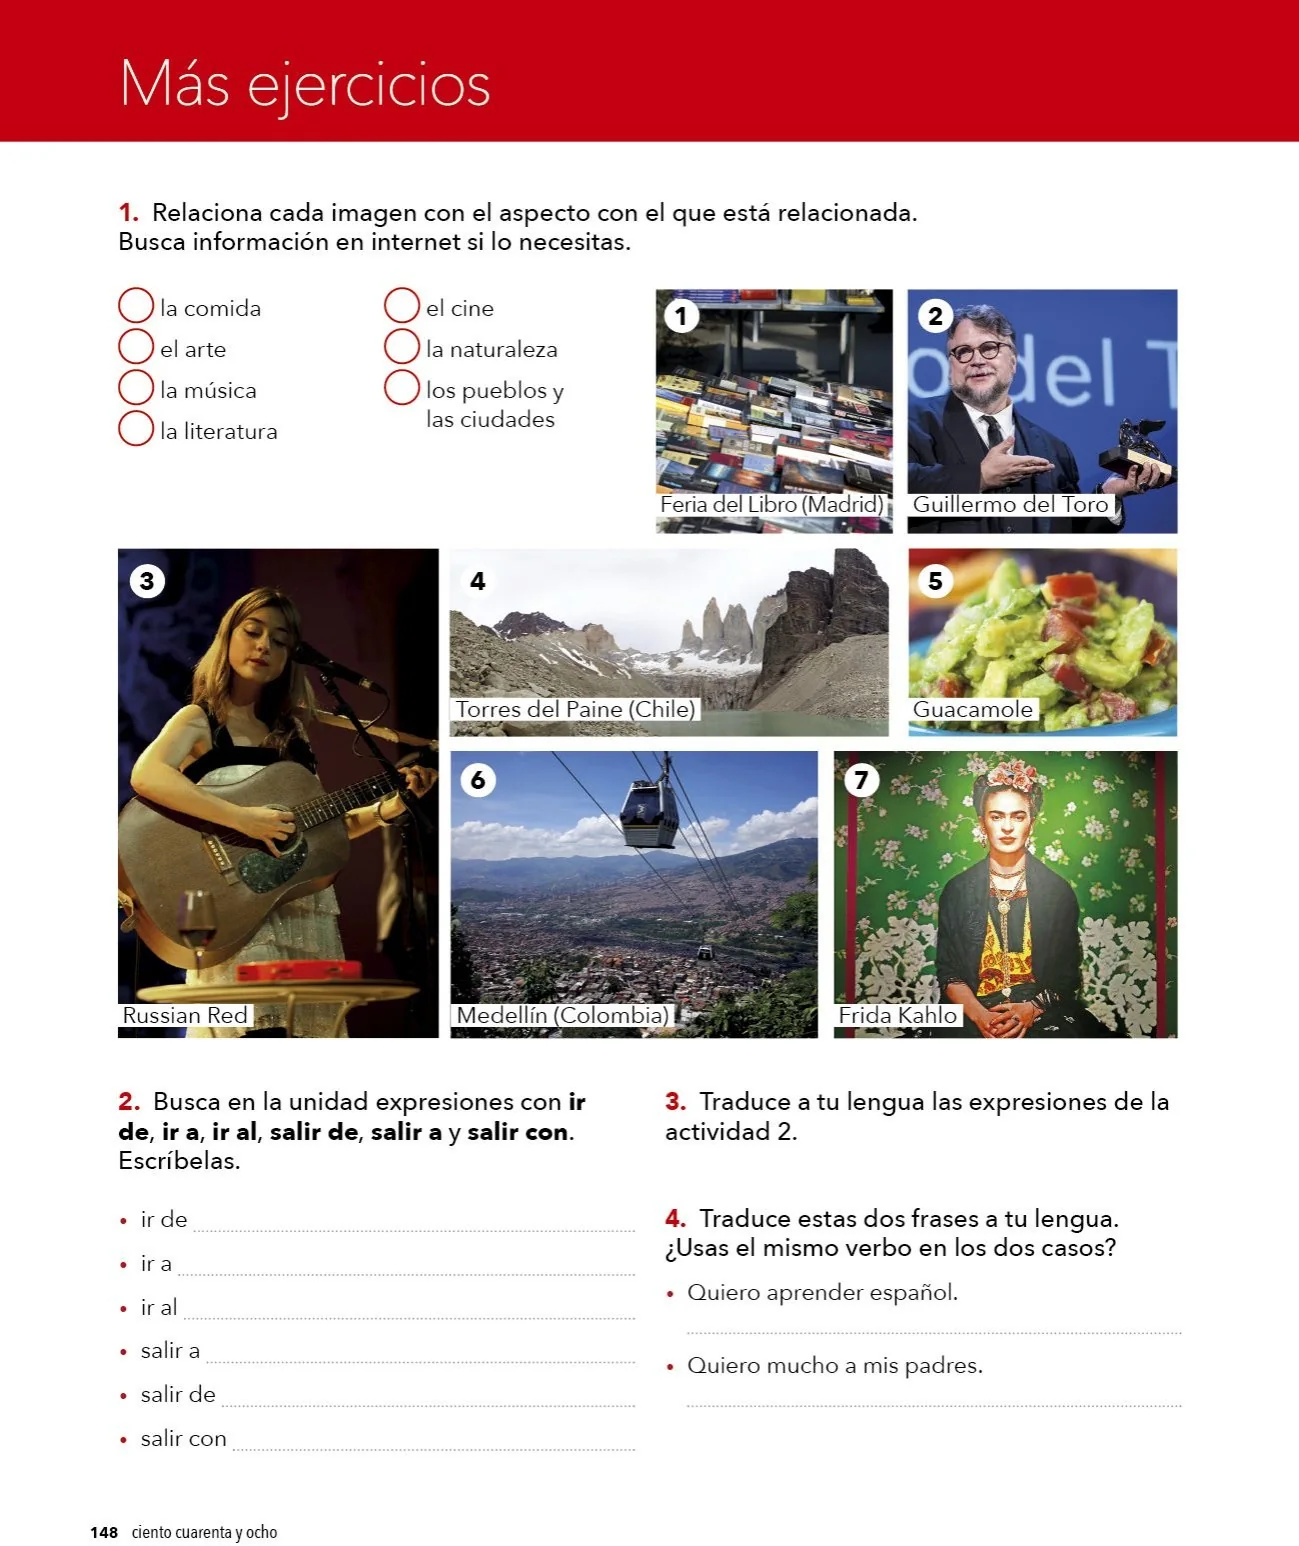 Más ejercicios
1. Relaciona cada imagen con el aspecto con el que está relacionada.
Busca información en internet si lo necesitas.
la comida
el arte
la música
la literatura
el cine
la naturaleza
los pueblos y
las ciudades
1
Feria del Libro (Madrid)
2
o del T
Guillermo del Toro
3
Russian Red
4
Torres del Paine (Chile)
5
Guacamole
6
Medellín (Colombia)
7
Frida Kahlo
2. Busca en la unidad expresiones con ir
de, ir a, ir al, salir de, salir a y salir con.
Escríbelas.
• ir de
• ir a
• ir al
• salir a
• salir de
• salir con
3. Traduce a tu lengua las expresiones de la
actividad 2.
4. Traduce estas dos frases a tu lengua.
¿Usas el mismo verbo en los dos casos?
• Quiero aprender español.
• Quiero mucho a mis padres.
148 ciento cuarenta y ocho